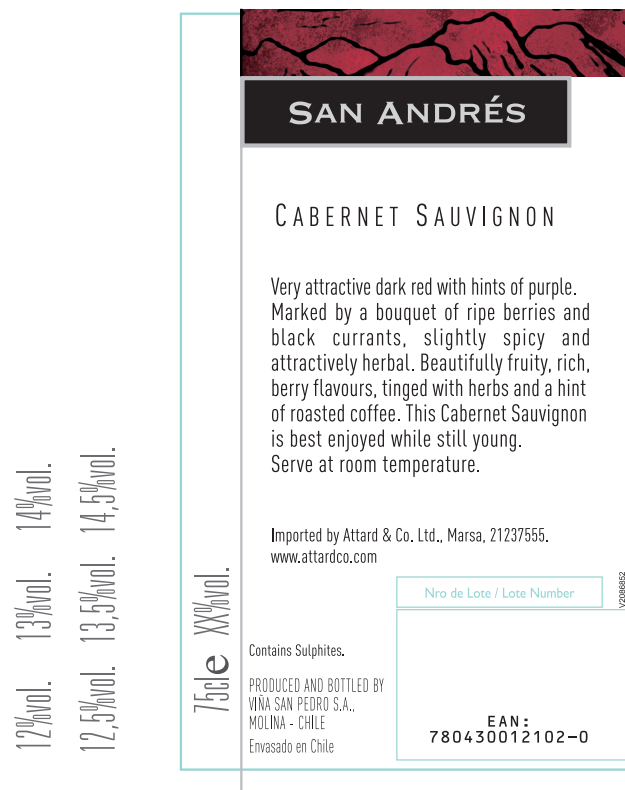 SAN ANDRÉS
CABERNET SAUVIGNON
Very attractive dark red with hints of purple.
Marked by a bouquet of ripe berries and
black currants, slightly spicy and
attractively herbal. Beautifully fruity, rich,
berry flavours, tinged with herbs and a hint
of roasted coffee. This Cabernet Sauvignon
is best enjoyed while still young.
Serve at room temperature.
Imported by Attard & Co. Ltd., Marsa, 21237555.
www.attardco.com
Nro de Lote / Lote Number
V2086852
Contains Sulphites.
PRODUCED AND BOTTLED BY
VIÑA SAN PEDRO S.A.,
MOLINA - CHILE
Envasado en Chile
EAN:
780430012102-0
75cl e XX%vol.
12%vol. 13%vol. 14%vol.
12,5%vol. 13,5%vol. 14,5%vol.